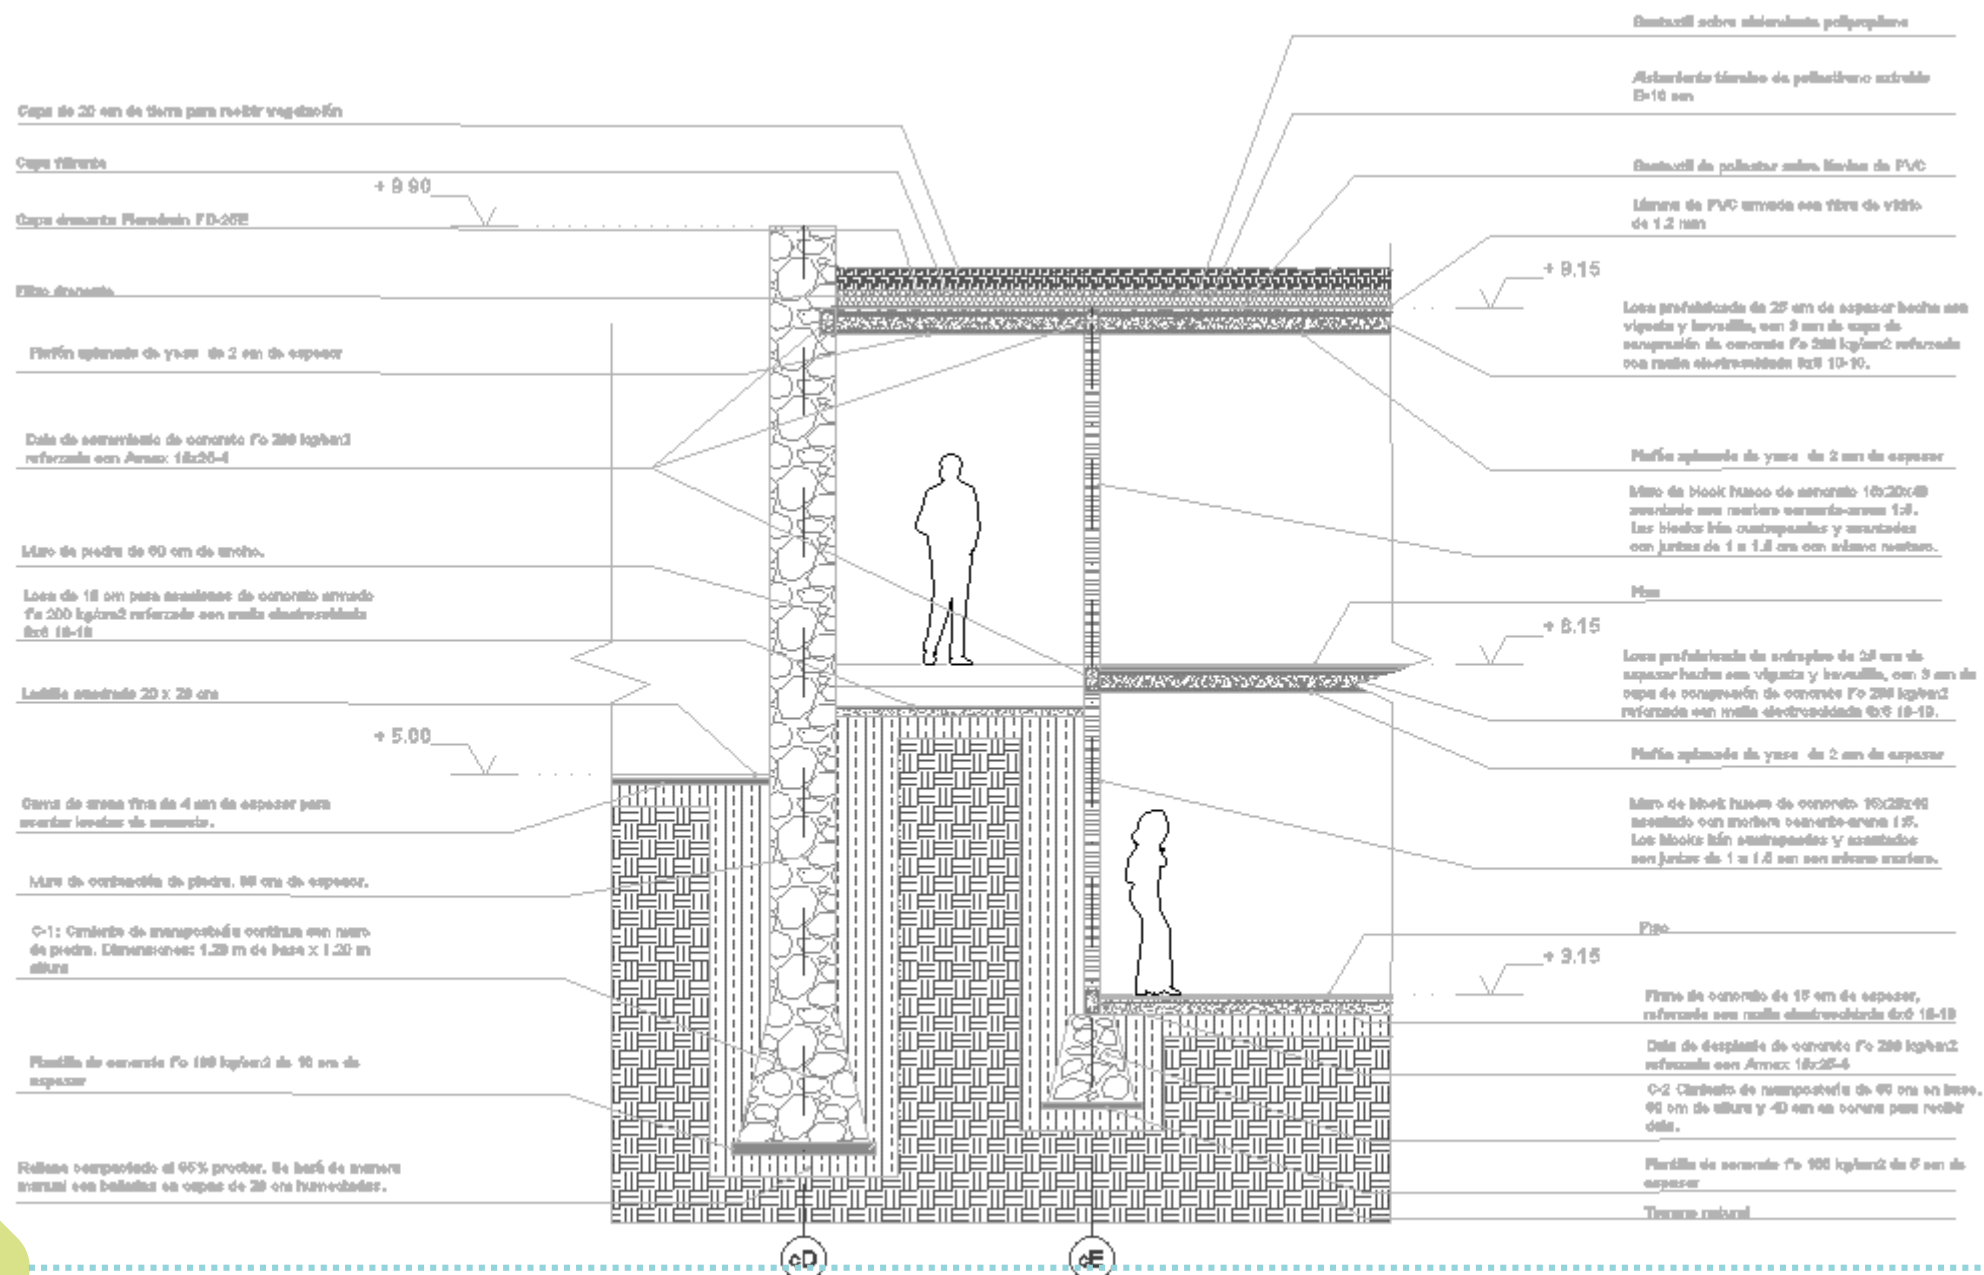 Capa de 20 cm de tierra para recibir vegetación
Capa filtrante
+ 9.90
Capa drenante Floradrain FD-25E
Filtro drenante
Plafón aplanado de yeso de 2 cm de espesor
Dala de cerramiento de concreto f'c 200 kg/cm2
reforzada con Armex 15x20-4
Muro de piedra de 60 cm de ancho.
Losa de 15 cm para de concreto armado
f'c 200 kg/cm2 reforzado con malla electrosoldada
6x6 10-10
Ladrillo cuadrado 20 x 20 cm
+ 5.00
Cama de arena fina de 4 cm de espesor para
asentar losetas de
Muro de contención de piedra. cm de espesor.
C-1: Cimiento de mampostería continua con muro
de piedra. Dimensiones: 1.20 m de base x 1.20 m
altura
Plantilla de concreto f'c 100 kg/cm2 de 10 cm de
espesor
Relleno compactado al 95% proctor. Se hará de manera
manual con en capas de 20 cm humectadas.
Geotextil sobre aislamiento polipropileno
Aislamiento térmico de poliestireno extruido
E=10 cm
Geotextil de poliester sobre lámina de PVC
Lámina de PVC armada con fibra de vidrio
de 1.2 mm
+ 9.15
Losa prefabricada de 25 cm de espesor hecha con
vigueta y bovedilla, con 3 cm de capa de
compresión de concreto f'c 200 kg/cm2 reforzada
con malla electrosoldada 6x6 10-10.
Plafón aplanado de yeso de 2 cm de espesor
Muro de block hueco de concreto 15x20x40
asentado con mortero cemento-arena 1:5.
Los blocks irán cuatrapeados y asentados
con juntas de 1 a 1.5 cm con mismo mortero.
Piso
+ 6.15
Losa prefabricada de entrepiso de 25 cm de
espesor hecha con vigueta y bovedilla, con 3 cm de
capa de compresión de concreto f'c 200 kg/cm2
reforzada con malla electrosoldada 6x6 10-10.
Plafón aplanado de yeso de 2 cm de espesor
Muro de block hueco de concreto 15x20x40
asentado con mortero cemento-arena 1:5.
Los blocks irán cuatrapeados y asentados
con juntas de 1 a 1.5 cm con mismo mortero.
Piso
+ 3.15
Firme de concreto de 15 cm de espesor,
reforzado con malla electrosoldada 6x6 10-10
Dala de desplante de concreto f'c 200 kg/cm2
reforzada con Armex 15x20-4
C-2 Cimiento de mampostería de 60 cm en base,
60 cm de altura y 40 cm en corona para recibir
dala.
Plantilla de concreto f'c 100 kg/cm2 de 5 cm de
espesor
Terreno natural
cD
cE